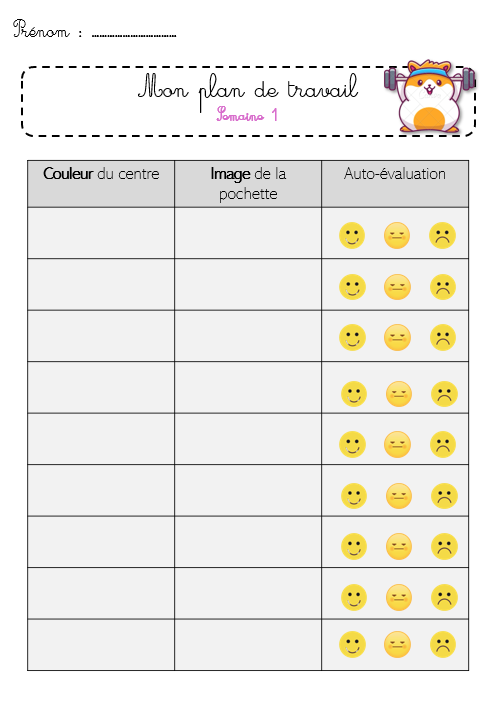 Prénom : ................................
Mon plan de travail
Semaine 1
Couleur du centre
Image de la
pochette
Auto-évaluation